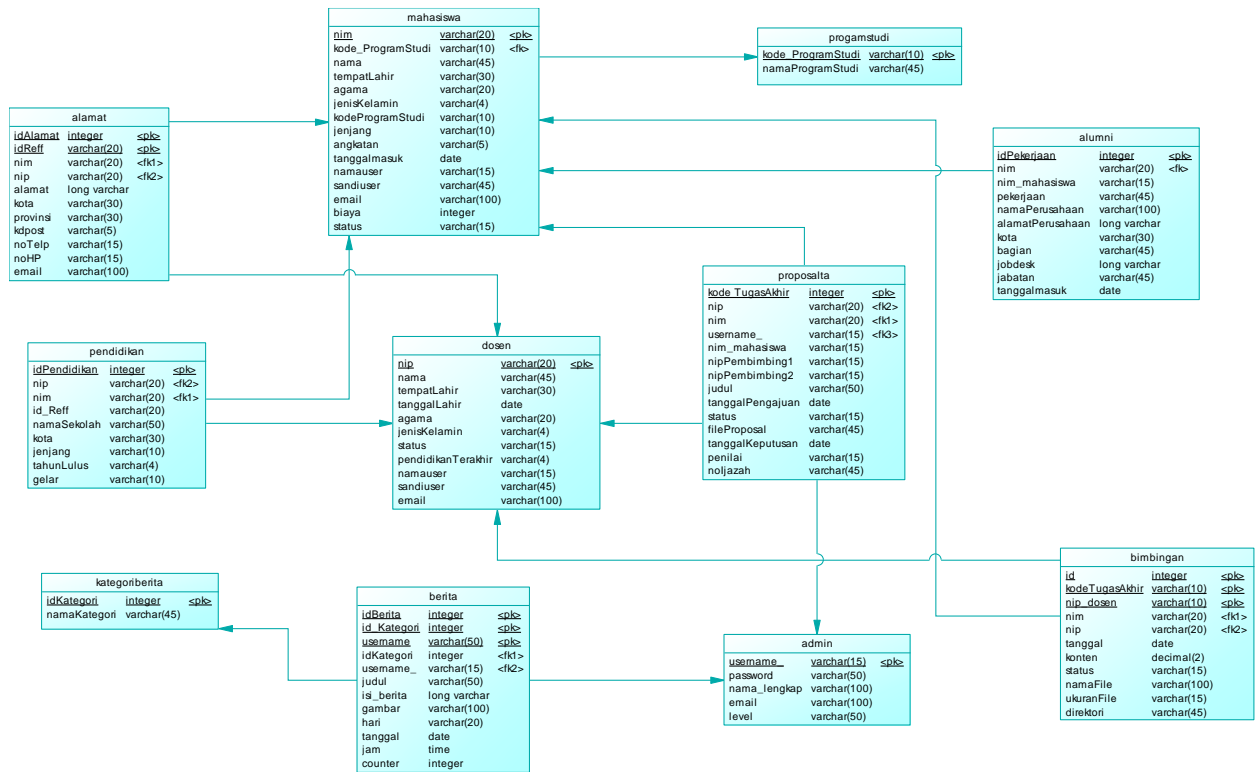 mahasiswa
nim varchar(20) <pk>
kode_ProgramStudi varchar(10) <fk>
nama varchar(45)
tempatLahir varchar(30)
agama varchar(20)
jenisKelamin varchar(4)
kodeProgramStudi varchar(10)
jenjang varchar(10)
angkatan varchar(5)
tanggalmasuk date
namauser varchar(15)
sandiuser varchar(45)
email varchar(100)
biaya integer
status varchar(15)
progamstudi
kode_ProgramStudi varchar(10) <pk>
namaProgramStudi varchar(45)
alamat
idAlamat integer <pk>
idReff varchar(20) <pk>
nim varchar(20) <fk1>
nip varchar(20) <fk2>
alamat long varchar
kota varchar(30)
provinsi varchar(30)
kdpost varchar(5)
noTelp varchar(15)
noHP varchar(15)
email varchar(100)
alumni
idPekerjaan integer <pk>
nim varchar(20) <fk>
nim_mahasiswa varchar(15)
pekerjaan varchar(45)
namaPerusahaan varchar(100)
alamatPerusahaan long varchar
kota varchar(30)
bagian varchar(45)
jobdesk long varchar
jabatan varchar(45)
tanggalmasuk date
proposalta
kode_TugasAkhir integer <pk>
nip varchar(20) <fk2>
nim varchar(20) <fk1>
username_ varchar(15) <fk3>
nim_mahasiswa varchar(15)
nipPembimbing1 varchar(15)
nipPembimbing2 varchar(15)
judul varchar(50)
tanggalPengajuan date
status varchar(15)
fileProposal varchar(45)
tanggalKeputusan date
penilai varchar(15)
noIjazah varchar(45)
dosen
nip varchar(20) <pk>
nama varchar(45)
tempatLahir varchar(30)
tanggalLahir date
agama varchar(20)
jenisKelamin varchar(4)
status varchar(15)
pendidikanTerakhir varchar(4)
namauser varchar(15)
sandiuser varchar(45)
email varchar(100)
pendidikan
idPendidikan integer <pk>
nip varchar(20) <fk2>
nim varchar(20) <fk1>
id_Reff varchar(20)
namaSekolah varchar(50)
kota varchar(30)
jenjang varchar(10)
tahunLulus varchar(4)
gelar varchar(10)
kategoriberita
idKategori integer <pk>
namaKategori varchar(45)
berita
idBerita integer <pk>
id_Kategori integer <pk>
username varchar(50) <pk>
idKategori integer <fk1>
username_ varchar(15) <fk2>
judul varchar(50)
isi_berita long varchar
gambar varchar(100)
hari varchar(20)
tanggal date
jam time
counter integer
admin
username_ varchar(15) <pk>
password varchar(50)
nama_lengkap varchar(100)
email varchar(100)
level varchar(50)
bimbingan
id integer <pk>
kodeTugasAkhir varchar(10) <pk>
nip_dosen varchar(10) <pk>
nim varchar(20) <fk1>
nip varchar(20) <fk2>
tanggal date
konten decimal(2)
status varchar(15)
namaFile varchar(100)
ukuranFile varchar(15)
direktori varchar(45)